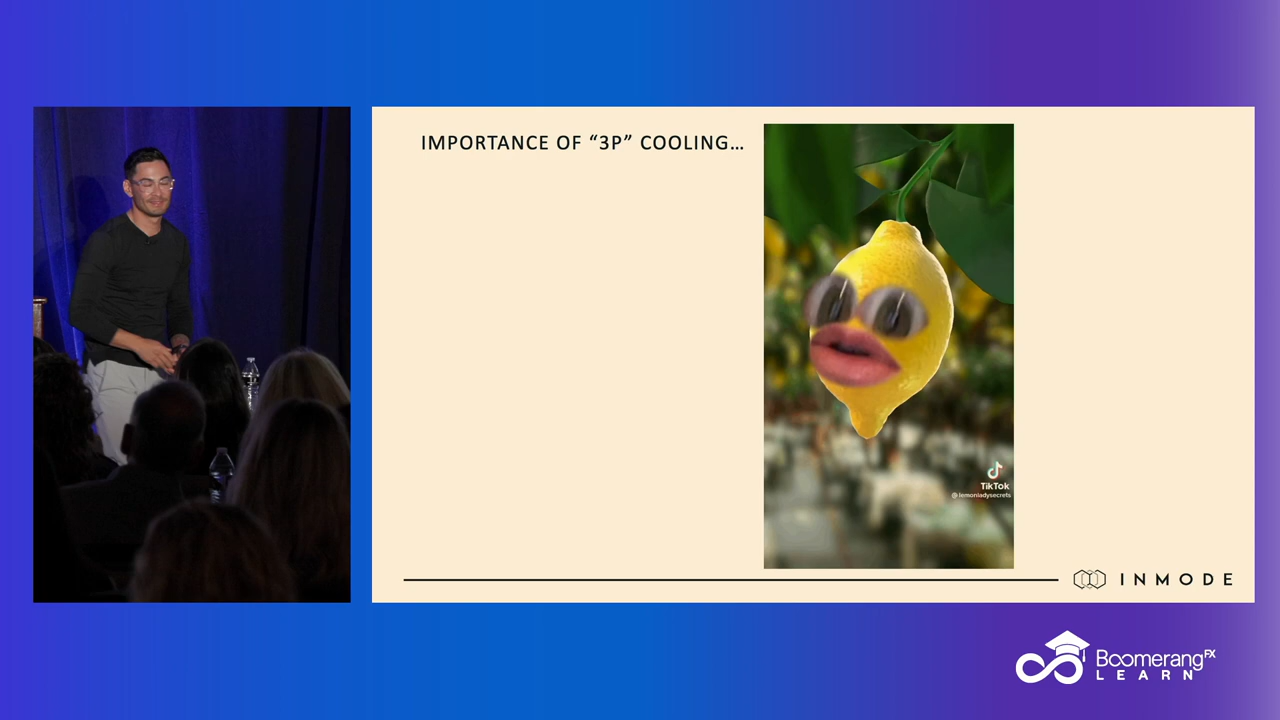 IMPORTANCE OF “3P” COOLING…
TikTok
@lemonladysecrets
INMODE
BoomerangFX
LEARN